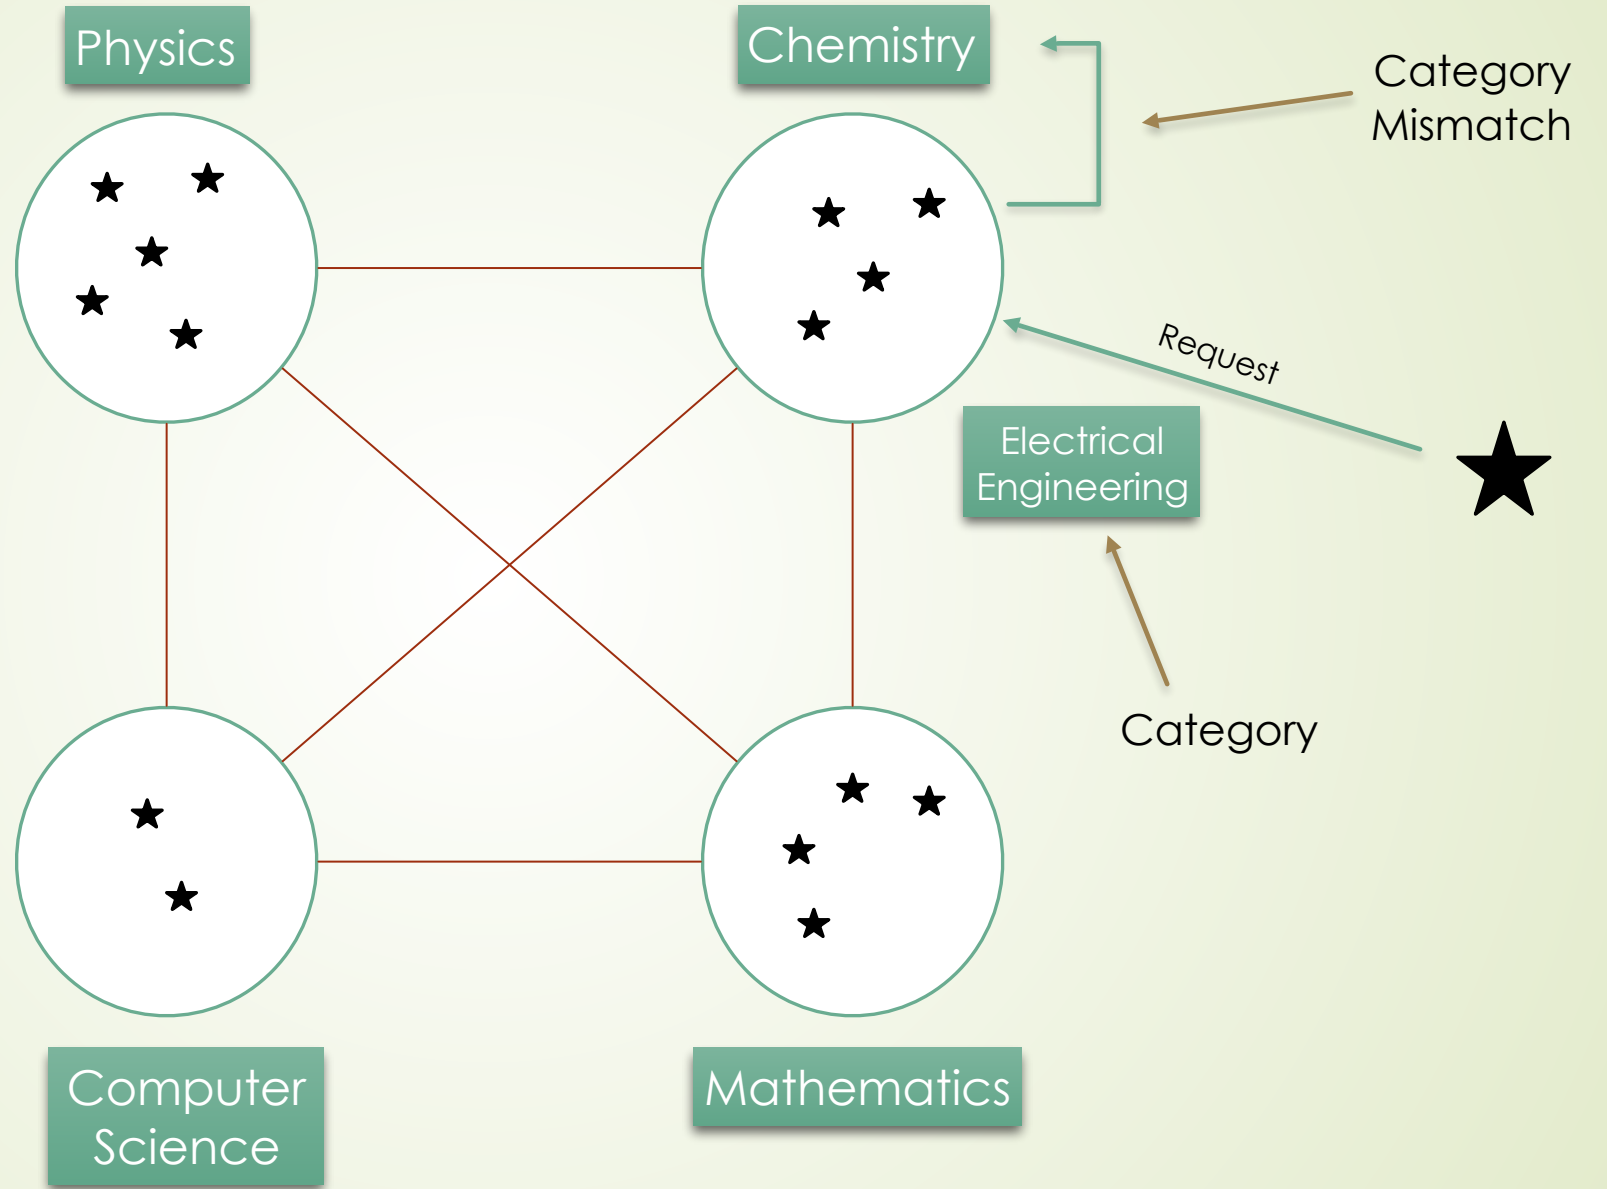 Physics
Chemistry
Category
Mismatch
Request
Electrical
Engineering
Category
Computer
Science
Mathematics